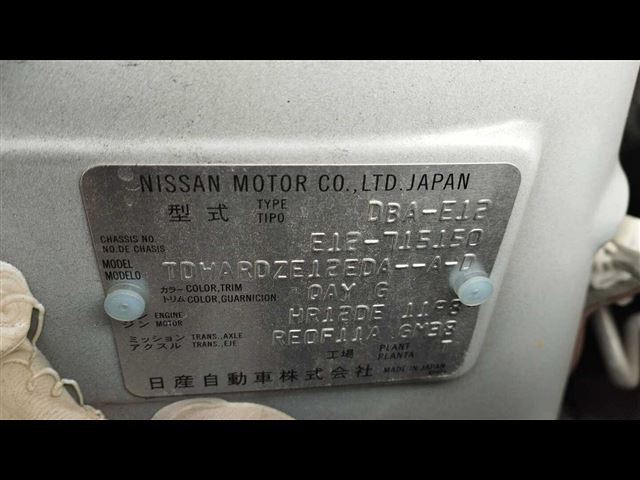 NISSAN MOTOR CO.,LTD.JAPAN
型式 TYPE TIPO DBA-E12
CHASSIS NO. NO.DE CHASIS E12-715150
MODEL MODELO TDWARDZE12EDA--A-D
カラー COLOR,TRIM トリム COLOR,GUARNICION QAY G
ENGINE ジン MOTOR HR12DE 11
ミッション TRANS.,AXLE アクスル TRANS.,EJE RE0F11A
工場 PLANT PLANTA
日産自動車株式会社 MADE IN JAPAN